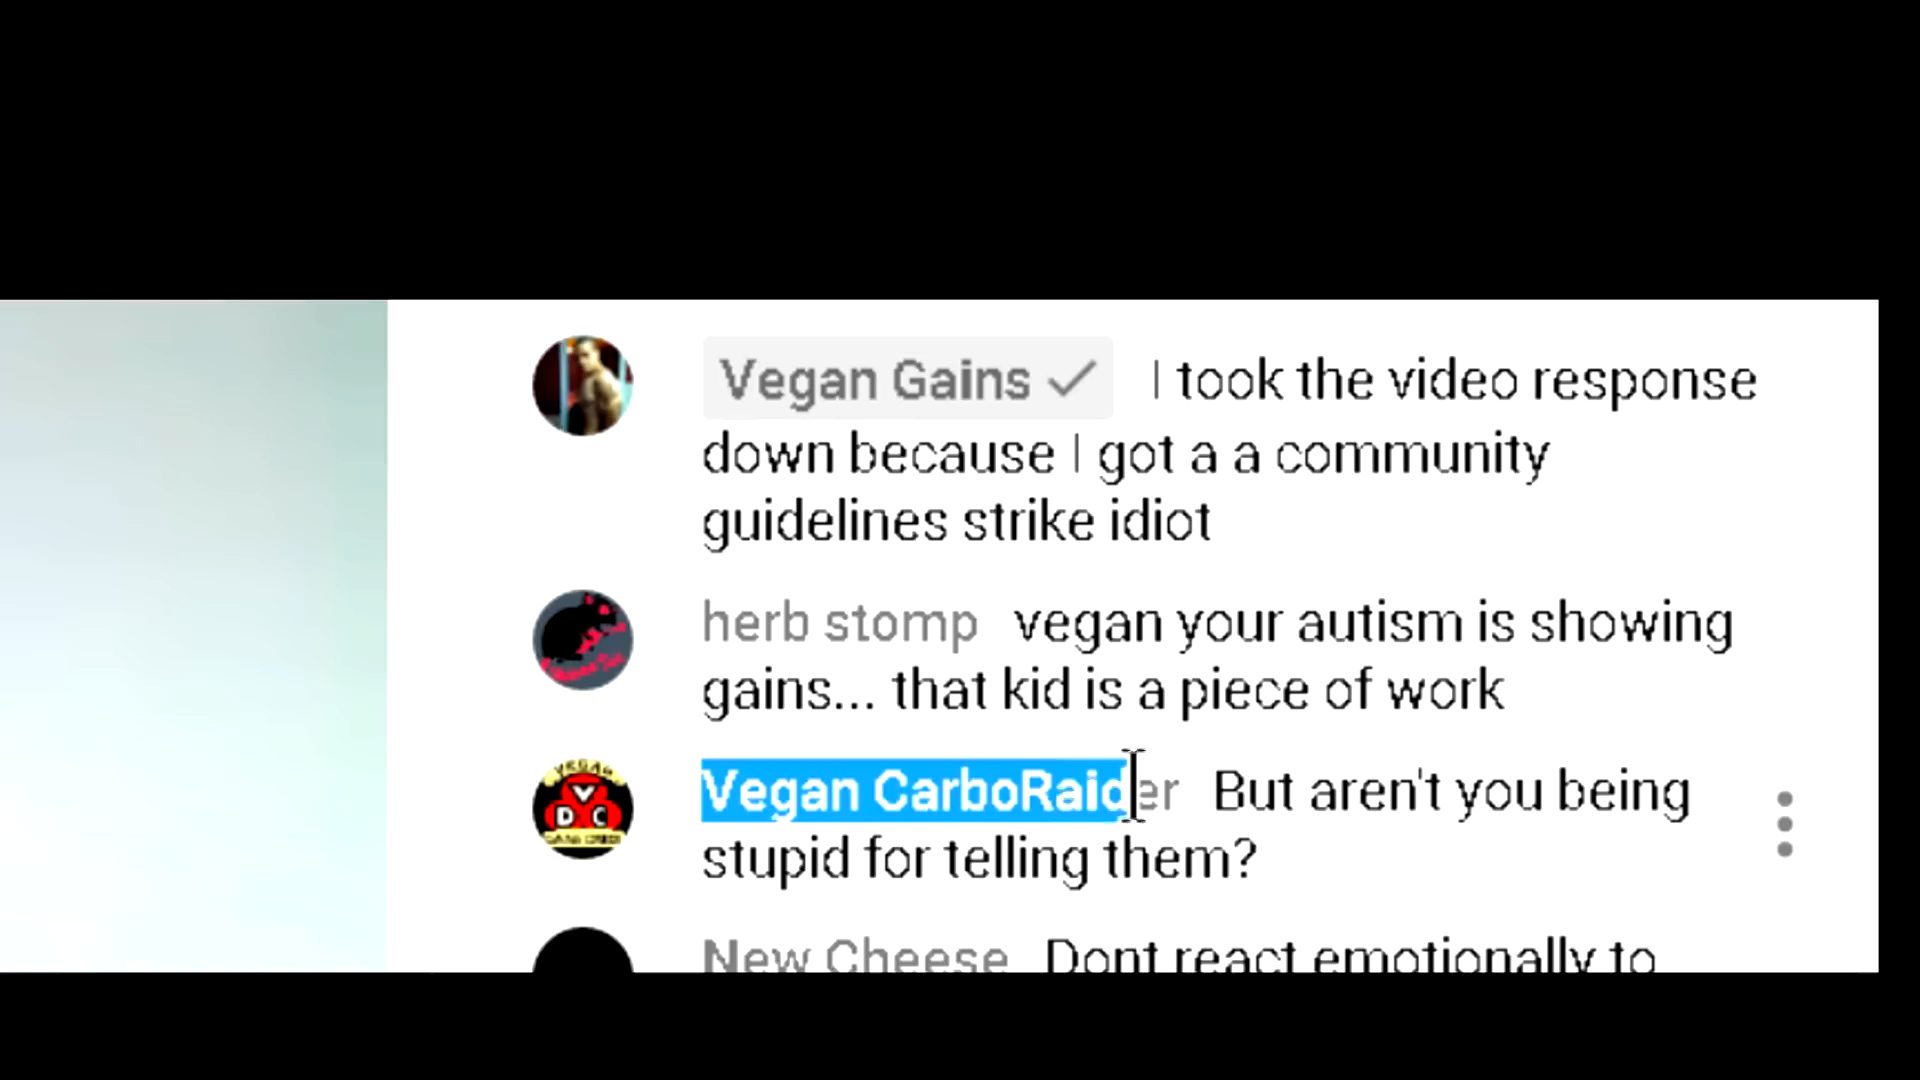 Vegan Gains ✓ I took the video response
down because I got a a community
guidelines strike idiot
herb stomp vegan your autism is showing
gains... that kid is a piece of work
VEGAN
V
D C
Vegan CarboRaider But aren't you being
stupid for telling them?
New Cheese Dont react emotionally to